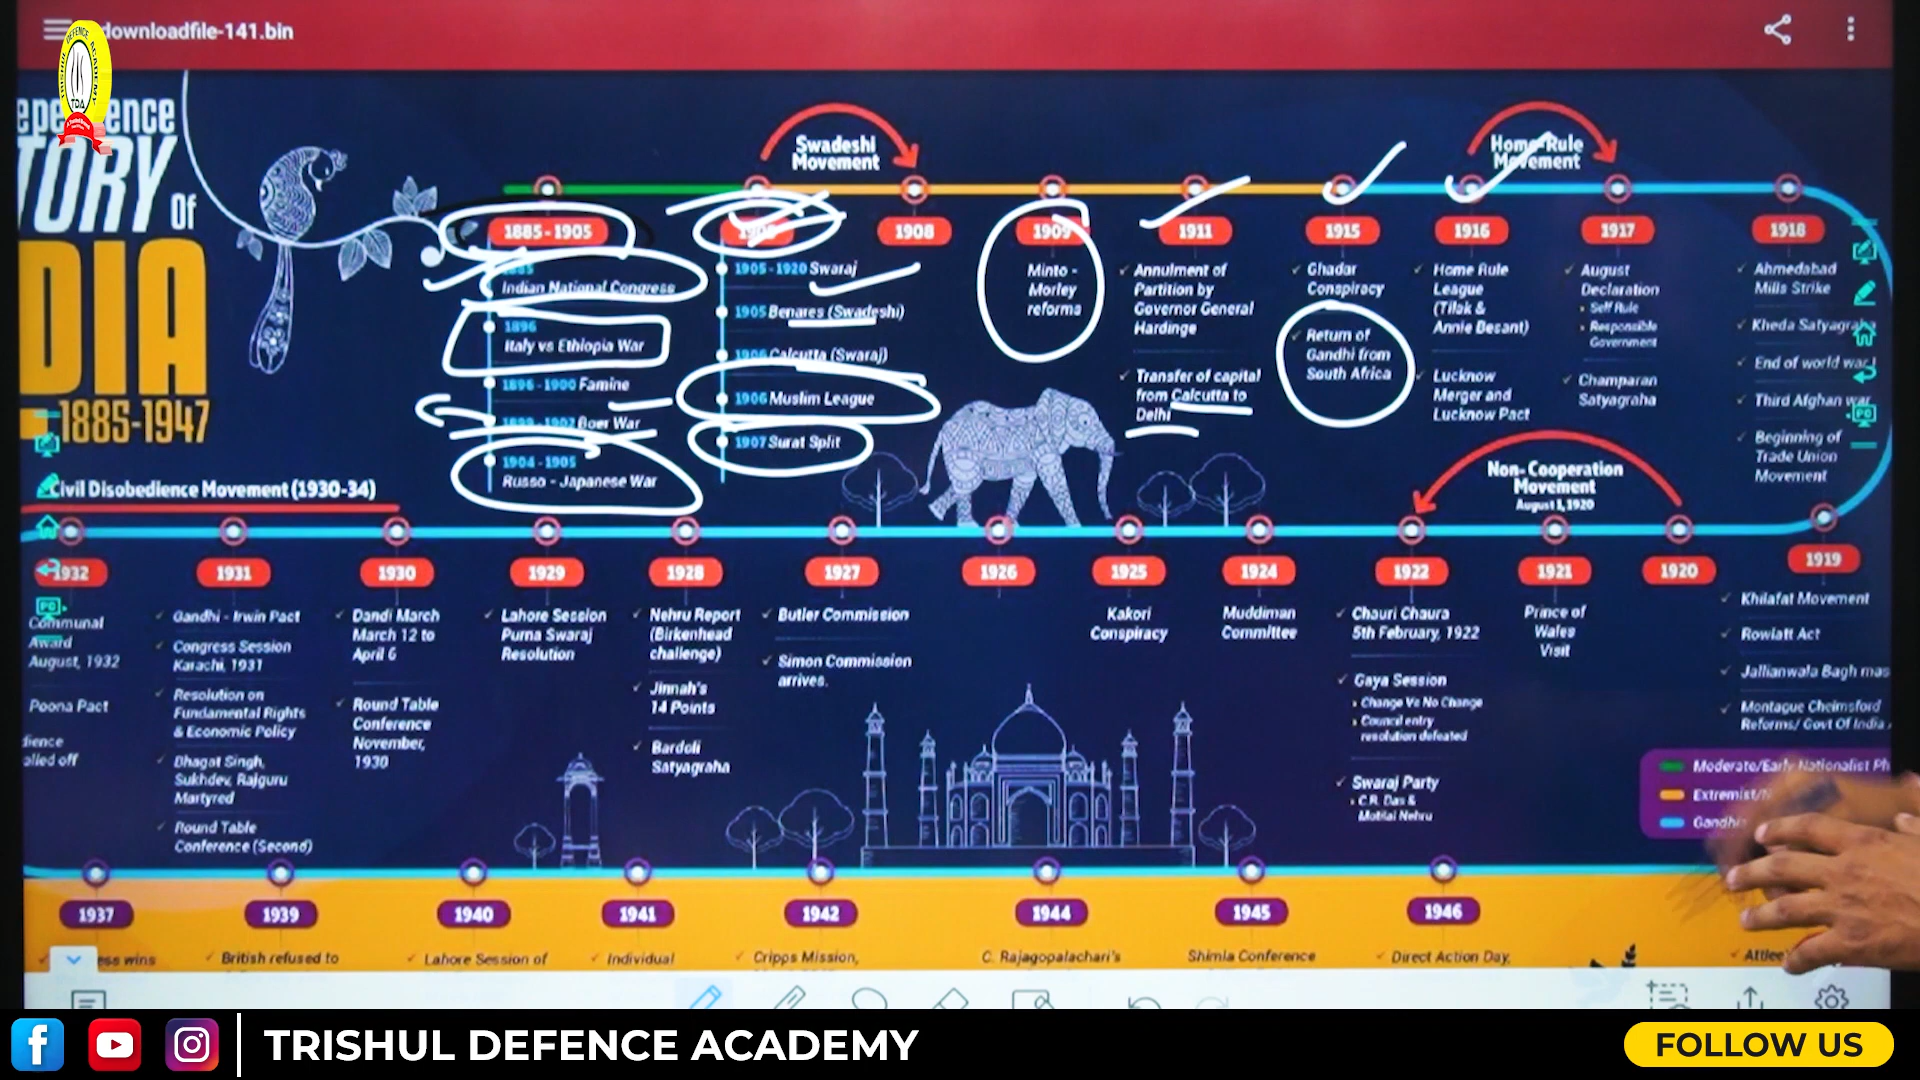 downloadfile-141.bin
TRISHUL DEFENCE ACADEMY
TDA
TORY Of
DIA
1885-1947
Swadeshi
Movement
Home-Rule
Movement
1885-1905
1885
Indian National Congress
1896
Italy vs Ethiopia War
1896-1900 Famine
1899-1902 Boer War
1904-1905
Russo-Japanese War
1905-1920 Swaraj
1905 Benares (Swadeshi)
1906 Calcutta (Swaraj)
1906 Muslim League
1907 Surat Split
1908
1909
Minto -
Morley
reforms
1911
✓ Annulment of
Partition by
Governor General
Hardinge
✓ Transfer of capital
from Calcutta to
Delhi
1915
✓ Ghadar
Conspiracy
✓ Return of
Gandhi from
South Africa
1916
✓ Home Rule
League
(Tilak &
Annie Besant)
✓ Lucknow
Merger and
Lucknow Pact
1917
✓ August
Declaration
Self Rule
Responsible
Government
✓ Champaran
Satyagraha
1918
✓ Ahmedabad
Mills Strike
✓ Kheda Satyagraha
✓ End of world war
✓ Third Afghan war
✓ Beginning of
Trade Union
Movement
Civil Disobedience Movement (1930-34)
Non-Cooperation
Movement
August 1, 1920
1932
Communal
Award
August, 1932
Poona Pact
1931
✓ Gandhi - Irwin Pact
✓ Congress Session
Karachi, 1931
✓ Resolution on
Fundamental Rights
& Economic Policy
✓ Bhagat Singh,
Sukhdev, Rajguru
Martyred
✓ Round Table
Conference (Second)
1930
✓ Dandi March
March 12 to
April 6
✓ Round Table
Conference
November,
1930
1929
✓ Lahore Session
Purna Swaraj
Resolution
1928
✓ Nehru Report
(Birkenhead
challenge)
✓ Jinnah's
14 Points
✓ Bardoli
Satyagraha
1927
✓ Butler Commission
✓ Simon Commission
arrives.
1926
1925
Kakori
Conspiracy
1924
Muddiman
Committee
1922
✓ Chauri Chaura
5th February, 1922
✓ Gaya Session
Change Vs No Change
Council entry
resolution defeated
✓ Swaraj Party
C.R. Das &
Motilal Nehru
1921
Prince of
Wales
Visit
1920
1919
✓ Khilafat Movement
✓ Rowlatt Act
✓ Jallianwala Bagh mas
✓ Montague Chelmsford
Reforms/ Govt Of India
Moderate/Early Nationalist Ph
Extremist/
Gandhi
1937
ess wins
1939
✓ British refused to
1940
✓ Lahore Session of
1941
✓ Individual
1942
✓ Cripps Mission,
1944
C. Rajagopalachari's
1945
Shimla Conference
1946
✓ Direct Action Day,
✓ Attlee
TRISHUL DEFENCE ACADEMY
FOLLOW US